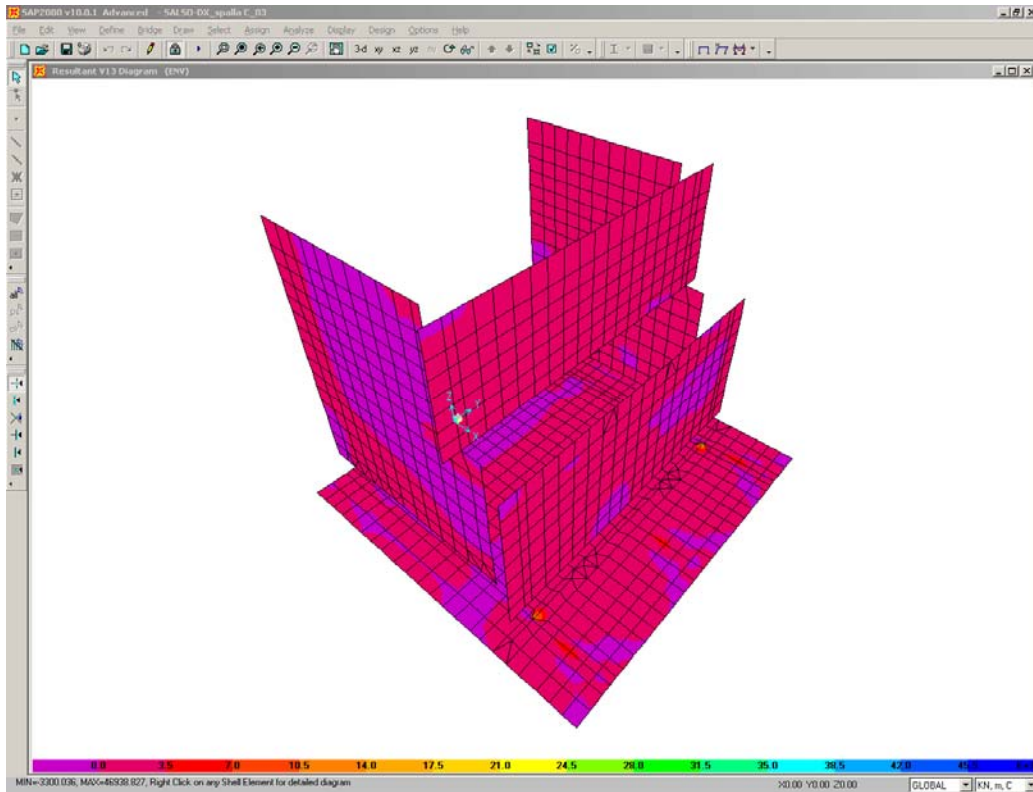 SAP2000 v10.0.1 Advanced - SALSO-DX_spalla C_03
File Edit View Define Bridge Draw Select Assign Analyze Display Design Options Help
3-d xy xz yz nv
Resultant V13 Diagram (ENV)
Z
Y
X
0.0 3.5 7.0 10.5 14.0 17.5 21.0 24.5 28.0 31.5 35.0 38.5 42.0
MIN=-3300.036, MAX=46938.827, Right Click on any Shell Element for detailed diagram
X0.00 Y0.00 Z0.00
GLOBAL
KN, m, C